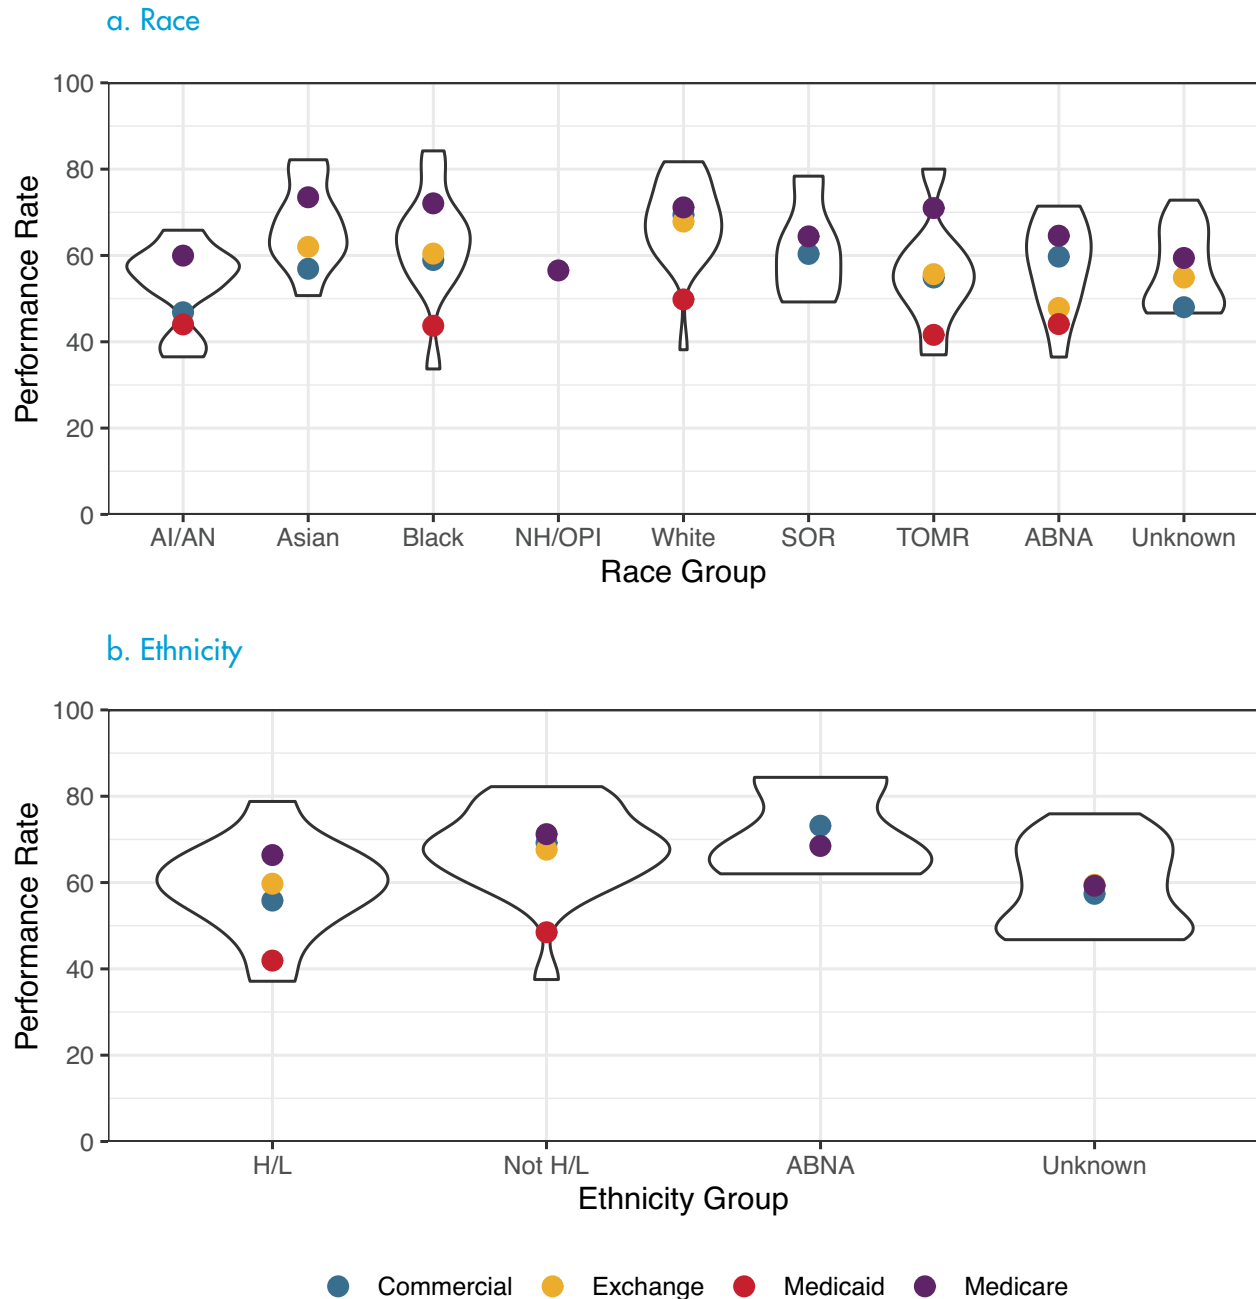 a. Race
100
80
60
40
20
0
Performance Rate
AI/AN Asian Black NH/OPI White SOR TOMR ABNA Unknown
Race Group
b. Ethnicity
100
80
60
40
20
0
Performance Rate
H/L Not H/L ABNA Unknown
Ethnicity Group
Commercial Exchange Medicaid Medicare